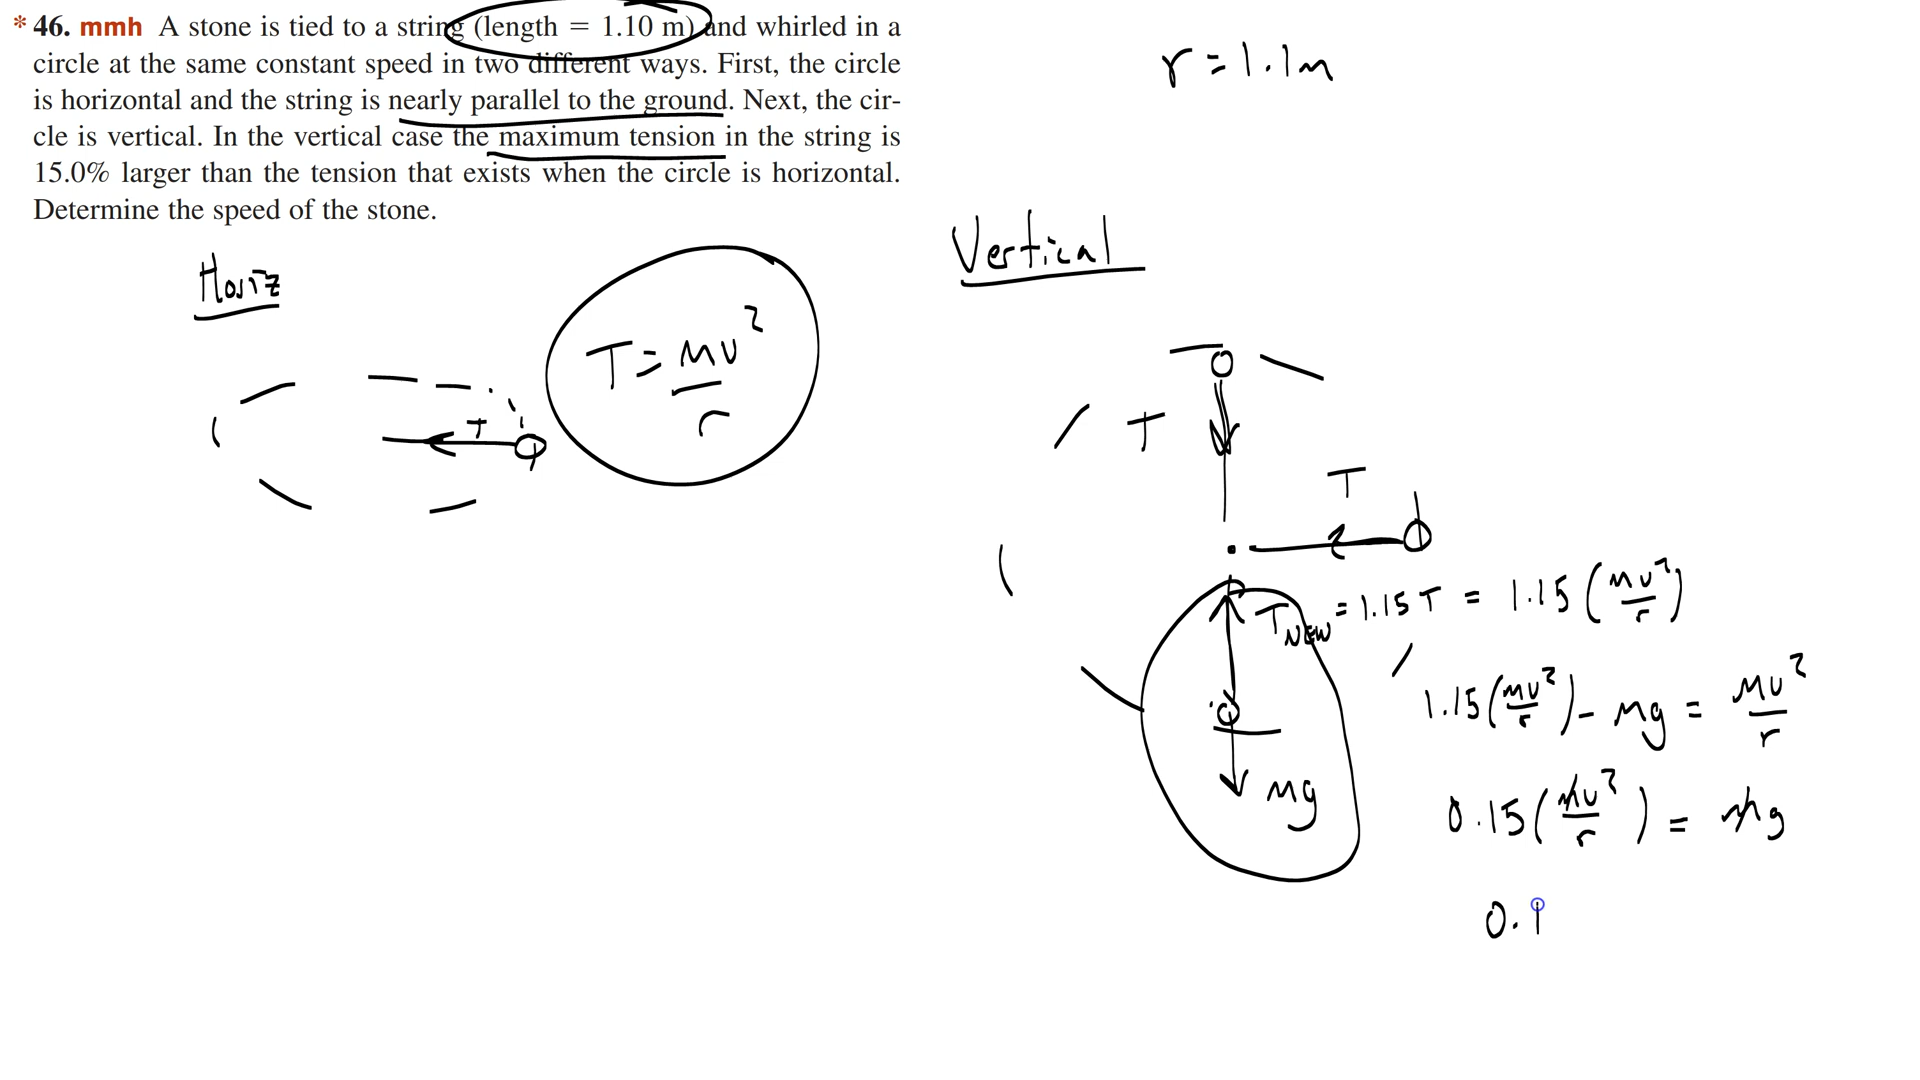 * 46. mmh A stone is tied to a string (length = 1.10 m) and whirled in a
circle at the same constant speed in two different ways. First, the circle
is horizontal and the string is nearly parallel to the ground. Next, the cir-
cle is vertical. In the vertical case the maximum tension in the string is
15.0% larger than the tension that exists when the circle is horizontal.
Determine the speed of the stone.
r = 1.1m
Horiz
T = mv²/r
T
Vertical
T
T
T_NEW = 1.15T = 1.15(mv²/r)
1.15(mv²/r) - mg = mv²/r
mg
0.15(mv²/r) = mg
0.1